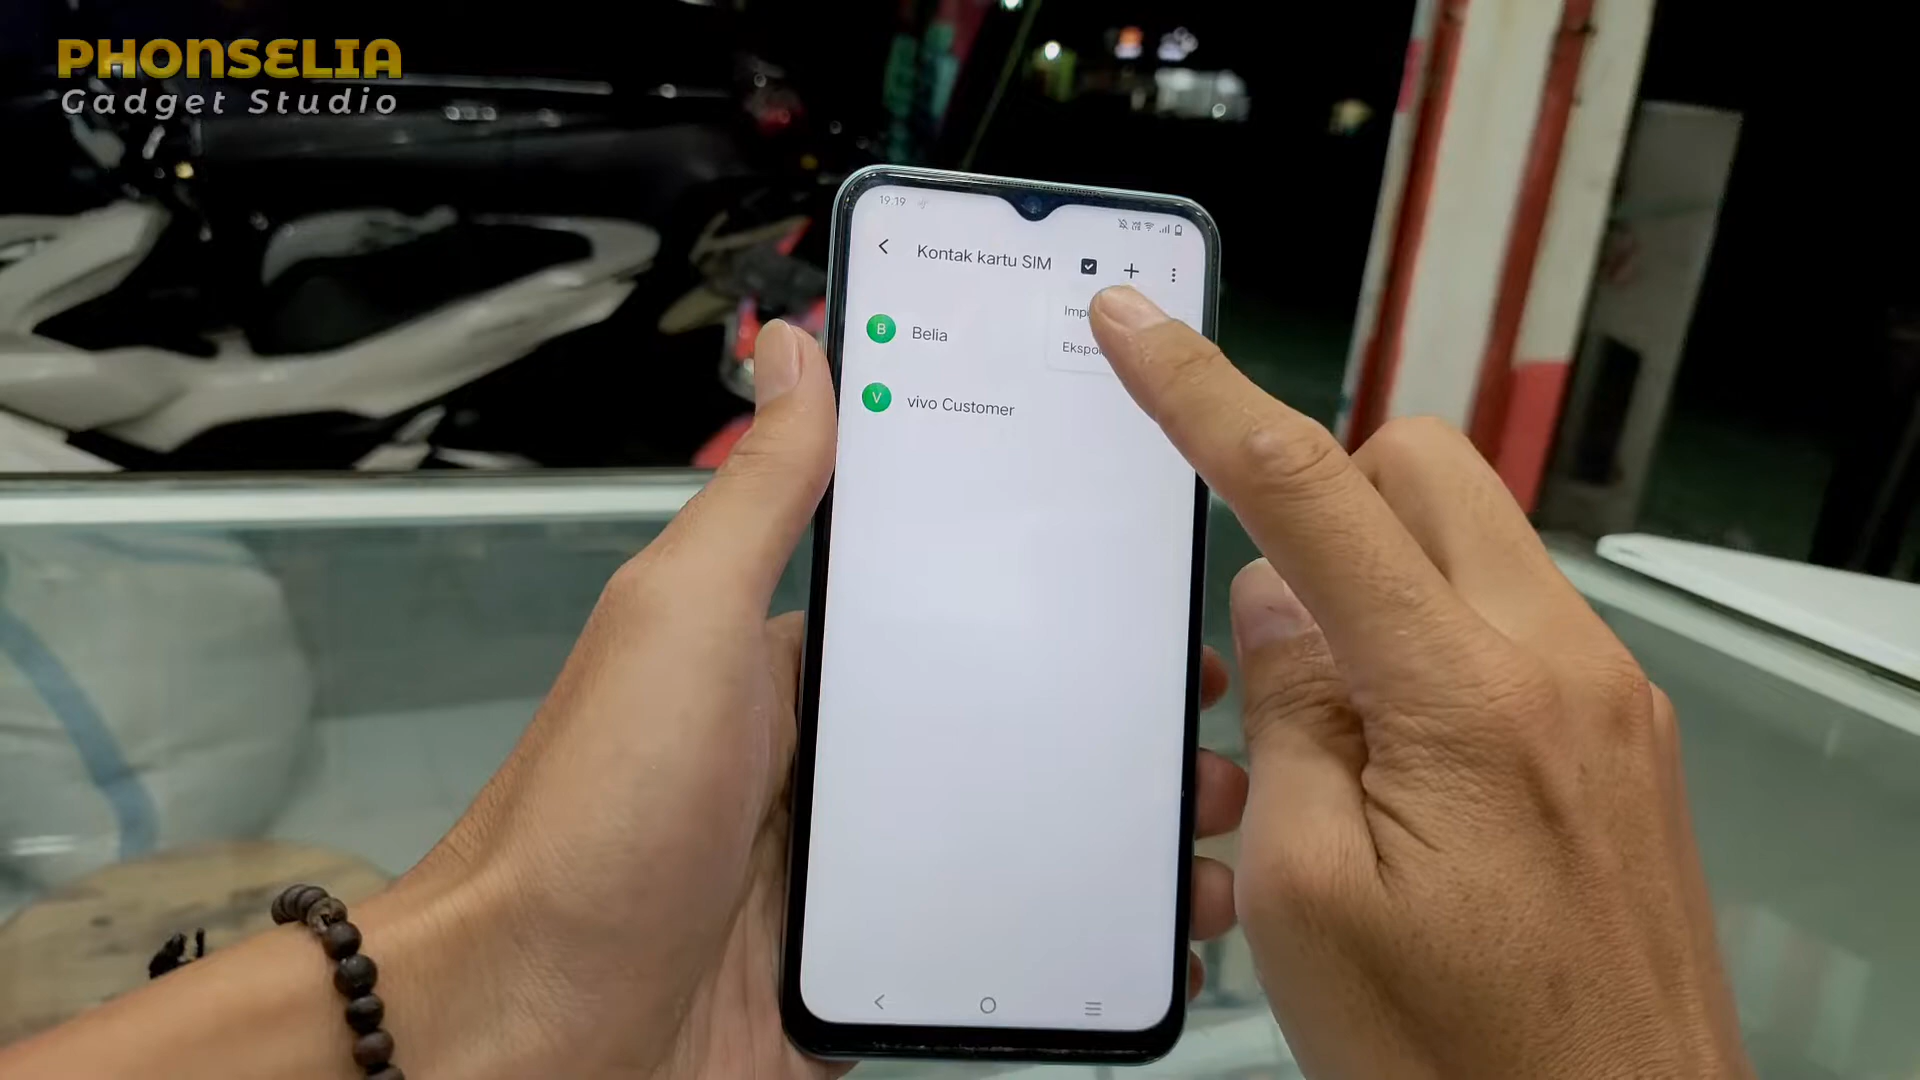 PHONSELIA
Gadget Studio
19.19
Kontak kartu SIM
B
Belia
V
vivo Customer